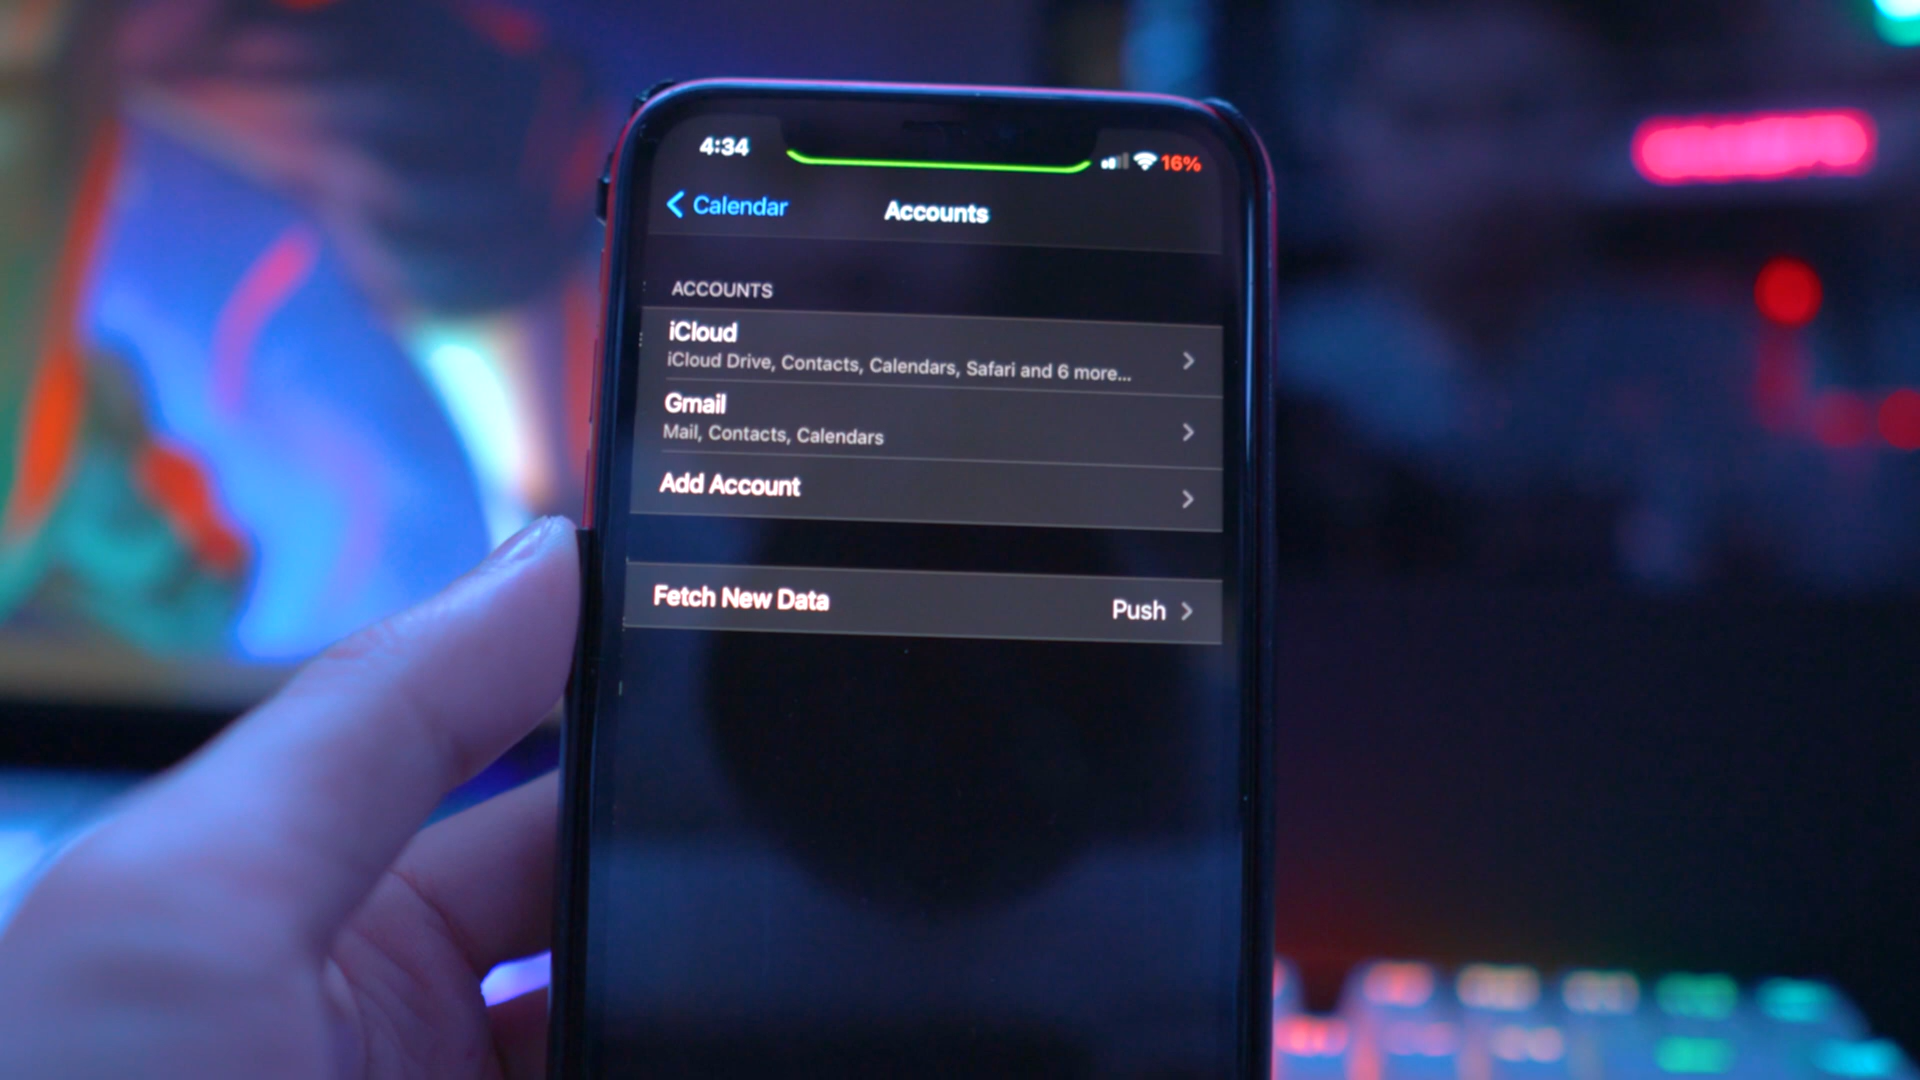 4:34
16%
Calendar
Accounts
ACCOUNTS
iCloud
iCloud Drive, Contacts, Calendars, Safari and 6 more...
Gmail
Mail, Contacts, Calendars
Add Account
Fetch New Data
Push